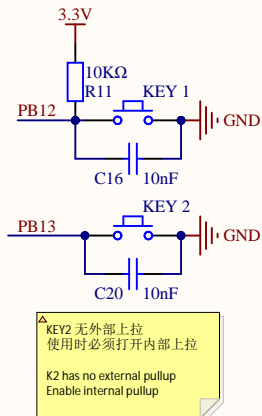 3.3V
10KΩ
R11
KEY 1
PB12
GND
C16
10nF
KEY 2
PB13
GND
C20
10nF
KEY2 无外部上拉
使用时必须打开内部上拉
K2 has no external pullup
Enable internal pullup